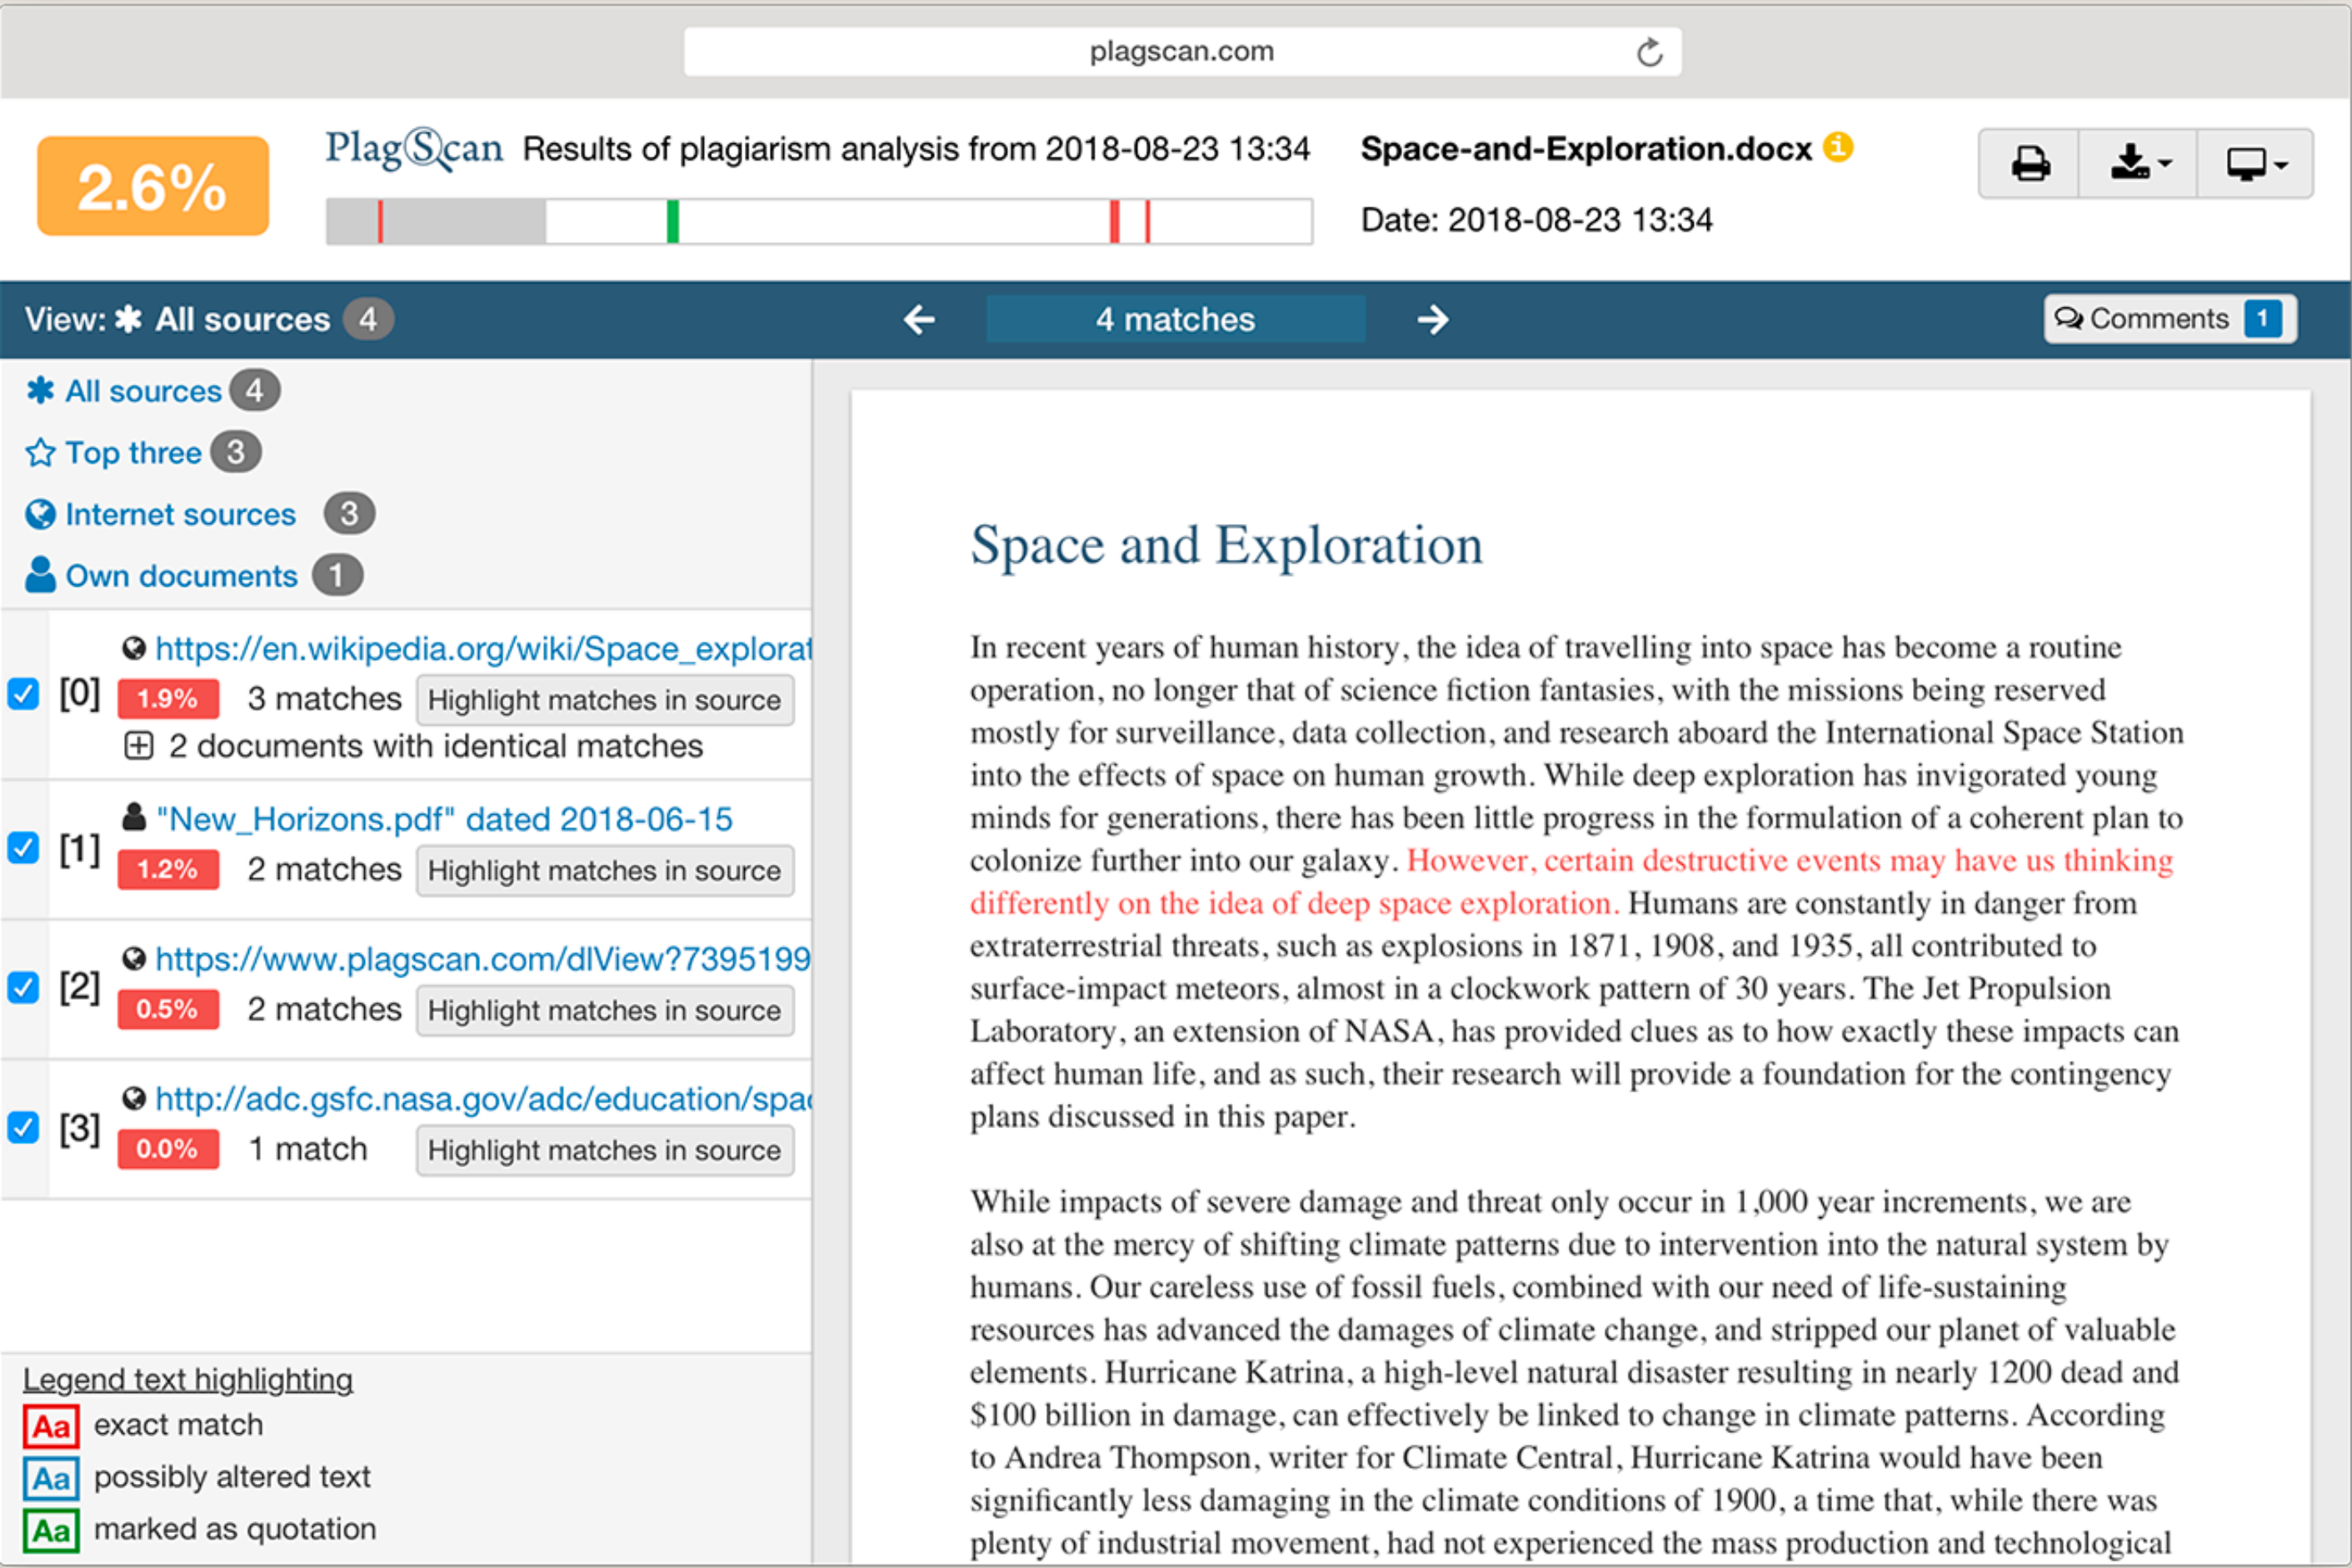 plagscan.com
2.6%
PlagScan Results of plagiarism analysis from 2018-08-23 13:34
Space-and-Exploration.docx
Date: 2018-08-23 13:34
View: ✱ All sources 4
4 matches
Comments 1
All sources 4
Top three 3
Internet sources 3
Own documents 1
[0] https://en.wikipedia.org/wiki/Space_explorat
1.9% 3 matches Highlight matches in source
2 documents with identical matches
[1] "New_Horizons.pdf" dated 2018-06-15
1.2% 2 matches Highlight matches in source
[2] https://www.plagscan.com/dlView?7395199
0.5% 2 matches Highlight matches in source
[3] http://adc.gsfc.nasa.gov/adc/education/spac
0.0% 1 match Highlight matches in source
Legend text highlighting
Aa exact match
Aa possibly altered text
Aa marked as quotation
Space and Exploration
In recent years of human history, the idea of travelling into space has become a routine
operation, no longer that of science fiction fantasies, with the missions being reserved
mostly for surveillance, data collection, and research aboard the International Space Station
into the effects of space on human growth. While deep exploration has invigorated young
minds for generations, there has been little progress in the formulation of a coherent plan to
colonize further into our galaxy. However, certain destructive events may have us thinking
differently on the idea of deep space exploration. Humans are constantly in danger from
extraterrestrial threats, such as explosions in 1871, 1908, and 1935, all contributed to
surface-impact meteors, almost in a clockwork pattern of 30 years. The Jet Propulsion
Laboratory, an extension of NASA, has provided clues as to how exactly these impacts can
affect human life, and as such, their research will provide a foundation for the contingency
plans discussed in this paper.
While impacts of severe damage and threat only occur in 1,000 year increments, we are
also at the mercy of shifting climate patterns due to intervention into the natural system by
humans. Our careless use of fossil fuels, combined with our need of life-sustaining
resources has advanced the damages of climate change, and stripped our planet of valuable
elements. Hurricane Katrina, a high-level natural disaster resulting in nearly 1200 dead and
$100 billion in damage, can effectively be linked to change in climate patterns. According
to Andrea Thompson, writer for Climate Central, Hurricane Katrina would have been
significantly less damaging in the climate conditions of 1900, a time that, while there was
plenty of industrial movement, had not experienced the mass production and technological